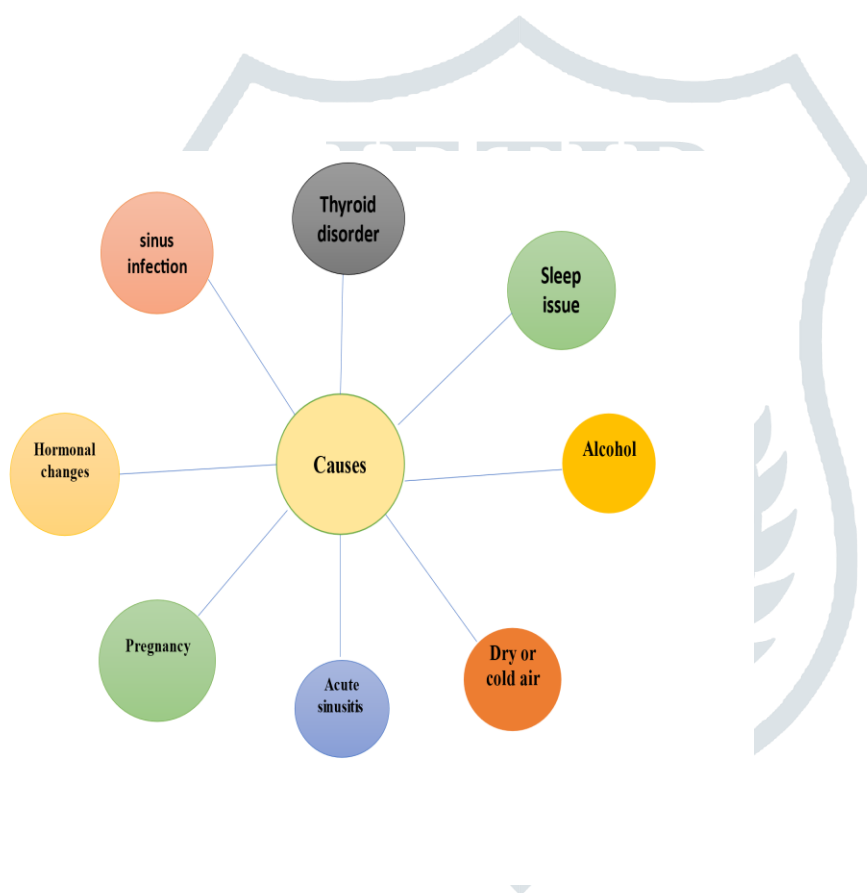 Thyroid
disorder
sinus
infection
Sleep
issue
Hormonal
changes
Causes
Alcohol
Pregnancy
Dry or
cold air
Acute
sinusitis